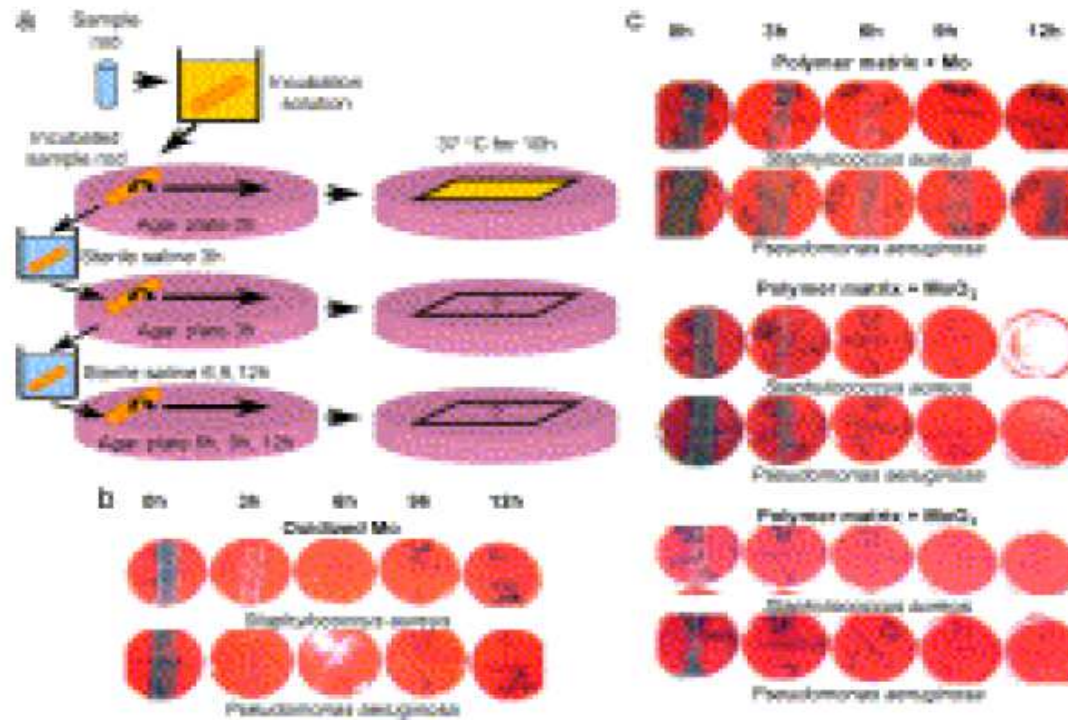 a
Sample
rod
Incubation
solution
Incubated
sample rod
37 °C for 18h
Agar plate 0h
Sterile saline 3h
Agar plate 3h
Sterile saline 6,9,12h
Agar plate 6h, 9h, 12h
b
0h 3h 6h 9h 12h
Oxidized Mo
Staphylococcus aureus
Pseudomonas aeruginosa
c
0h 3h 6h 9h 12h
Polymer matrix + Mo
Staphylococcus aureus
Pseudomonas aeruginosa
Polymer matrix +
Staphylococcus aureus
Pseudomonas aeruginosa
Polymer matrix +
Staphylococcus aureus
Pseudomonas aeruginosa